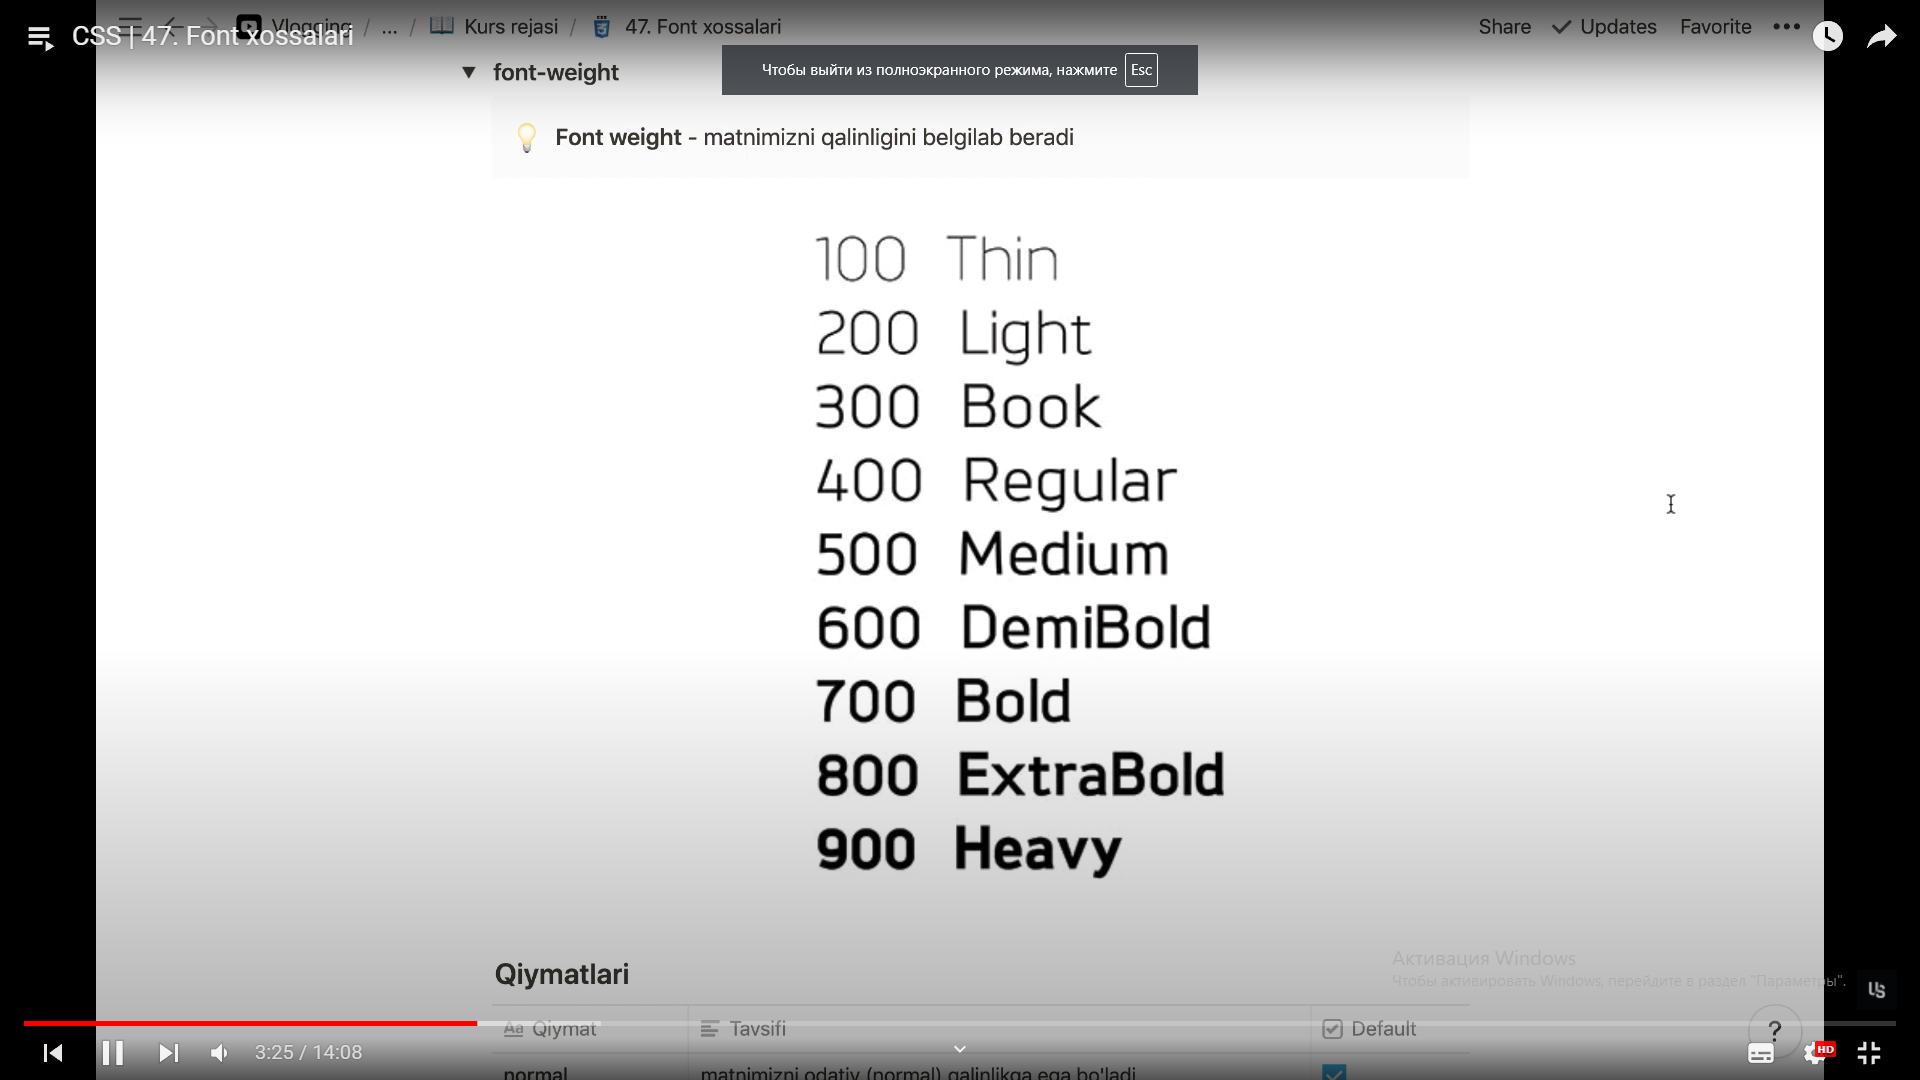 CSS | 47. Font xossalari
Vlogging / ... / Kurs rejasi / 47. Font xossalari
Share Updates Favorite
Чтобы выйти из полноэкранного режима, нажмите Esc
font-weight
Font weight - matnimizni qalinligini belgilab beradi
100 Thin
200 Light
300 Book
400 Regular
500 Medium
600 DemiBold
700 Bold
800 ExtraBold
900 Heavy
Активация Windows
Чтобы активировать Windows, перейдите в раздел "Параметры".
Qiymatlari
Aa Qiymat Tavsifi Default
?
3:25 / 14:08
HD
normal matnimizni odatiy (normal) qalinlikga ega bo'ladi